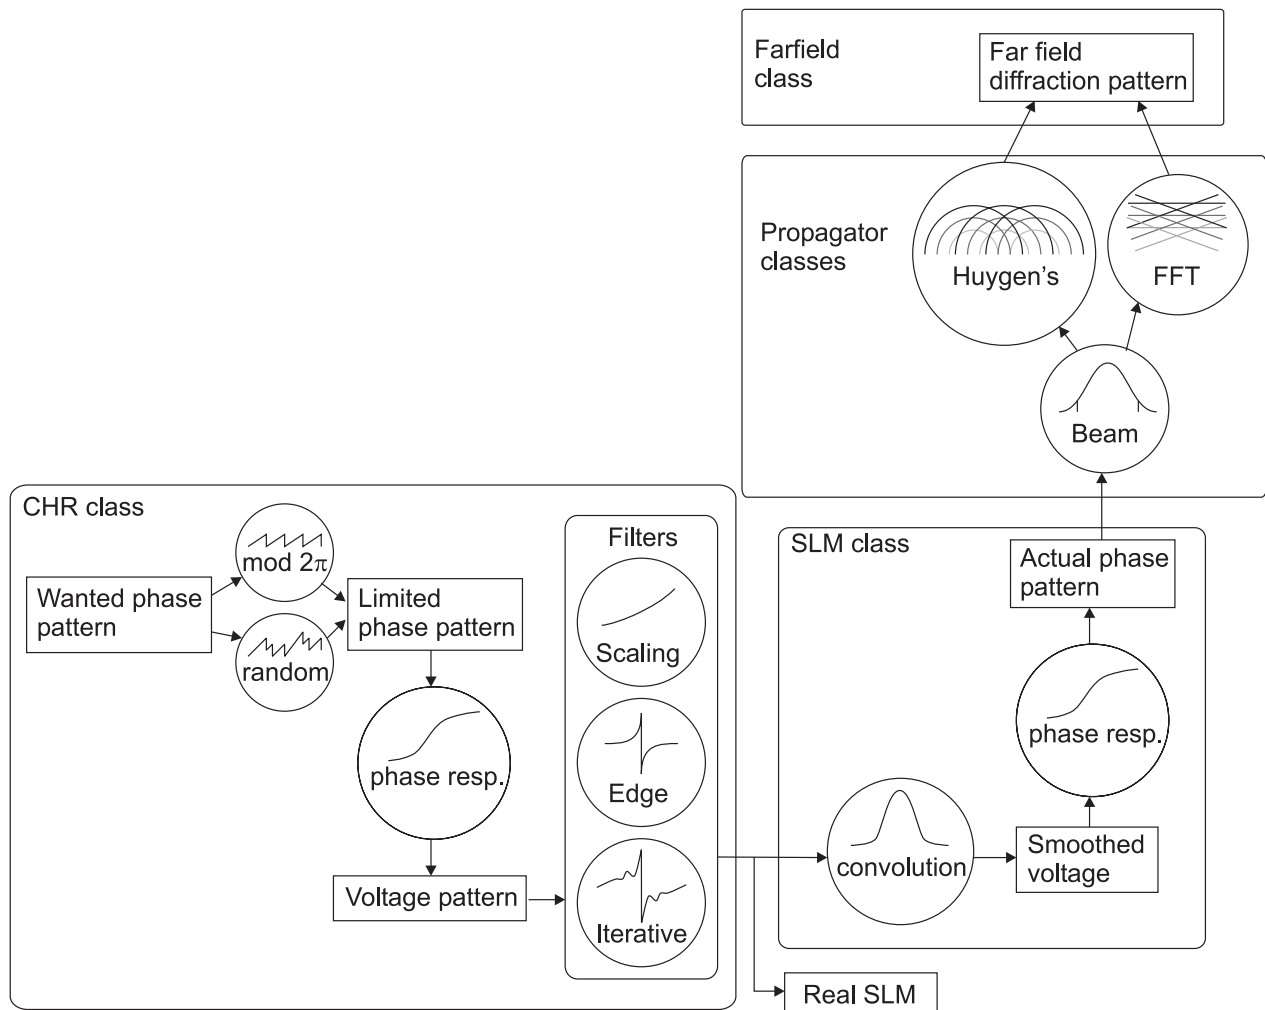 Farfield
class
Far field
diffraction pattern
Propagator
classes
Huygen's
FFT
Beam
CHR class
mod 2π
Wanted phase
pattern
random
Limited
phase pattern
phase resp.
Voltage pattern
Filters
Scaling
Edge
Iterative
SLM class
Actual phase
pattern
phase resp.
convolution
Smoothed
voltage
Real SLM